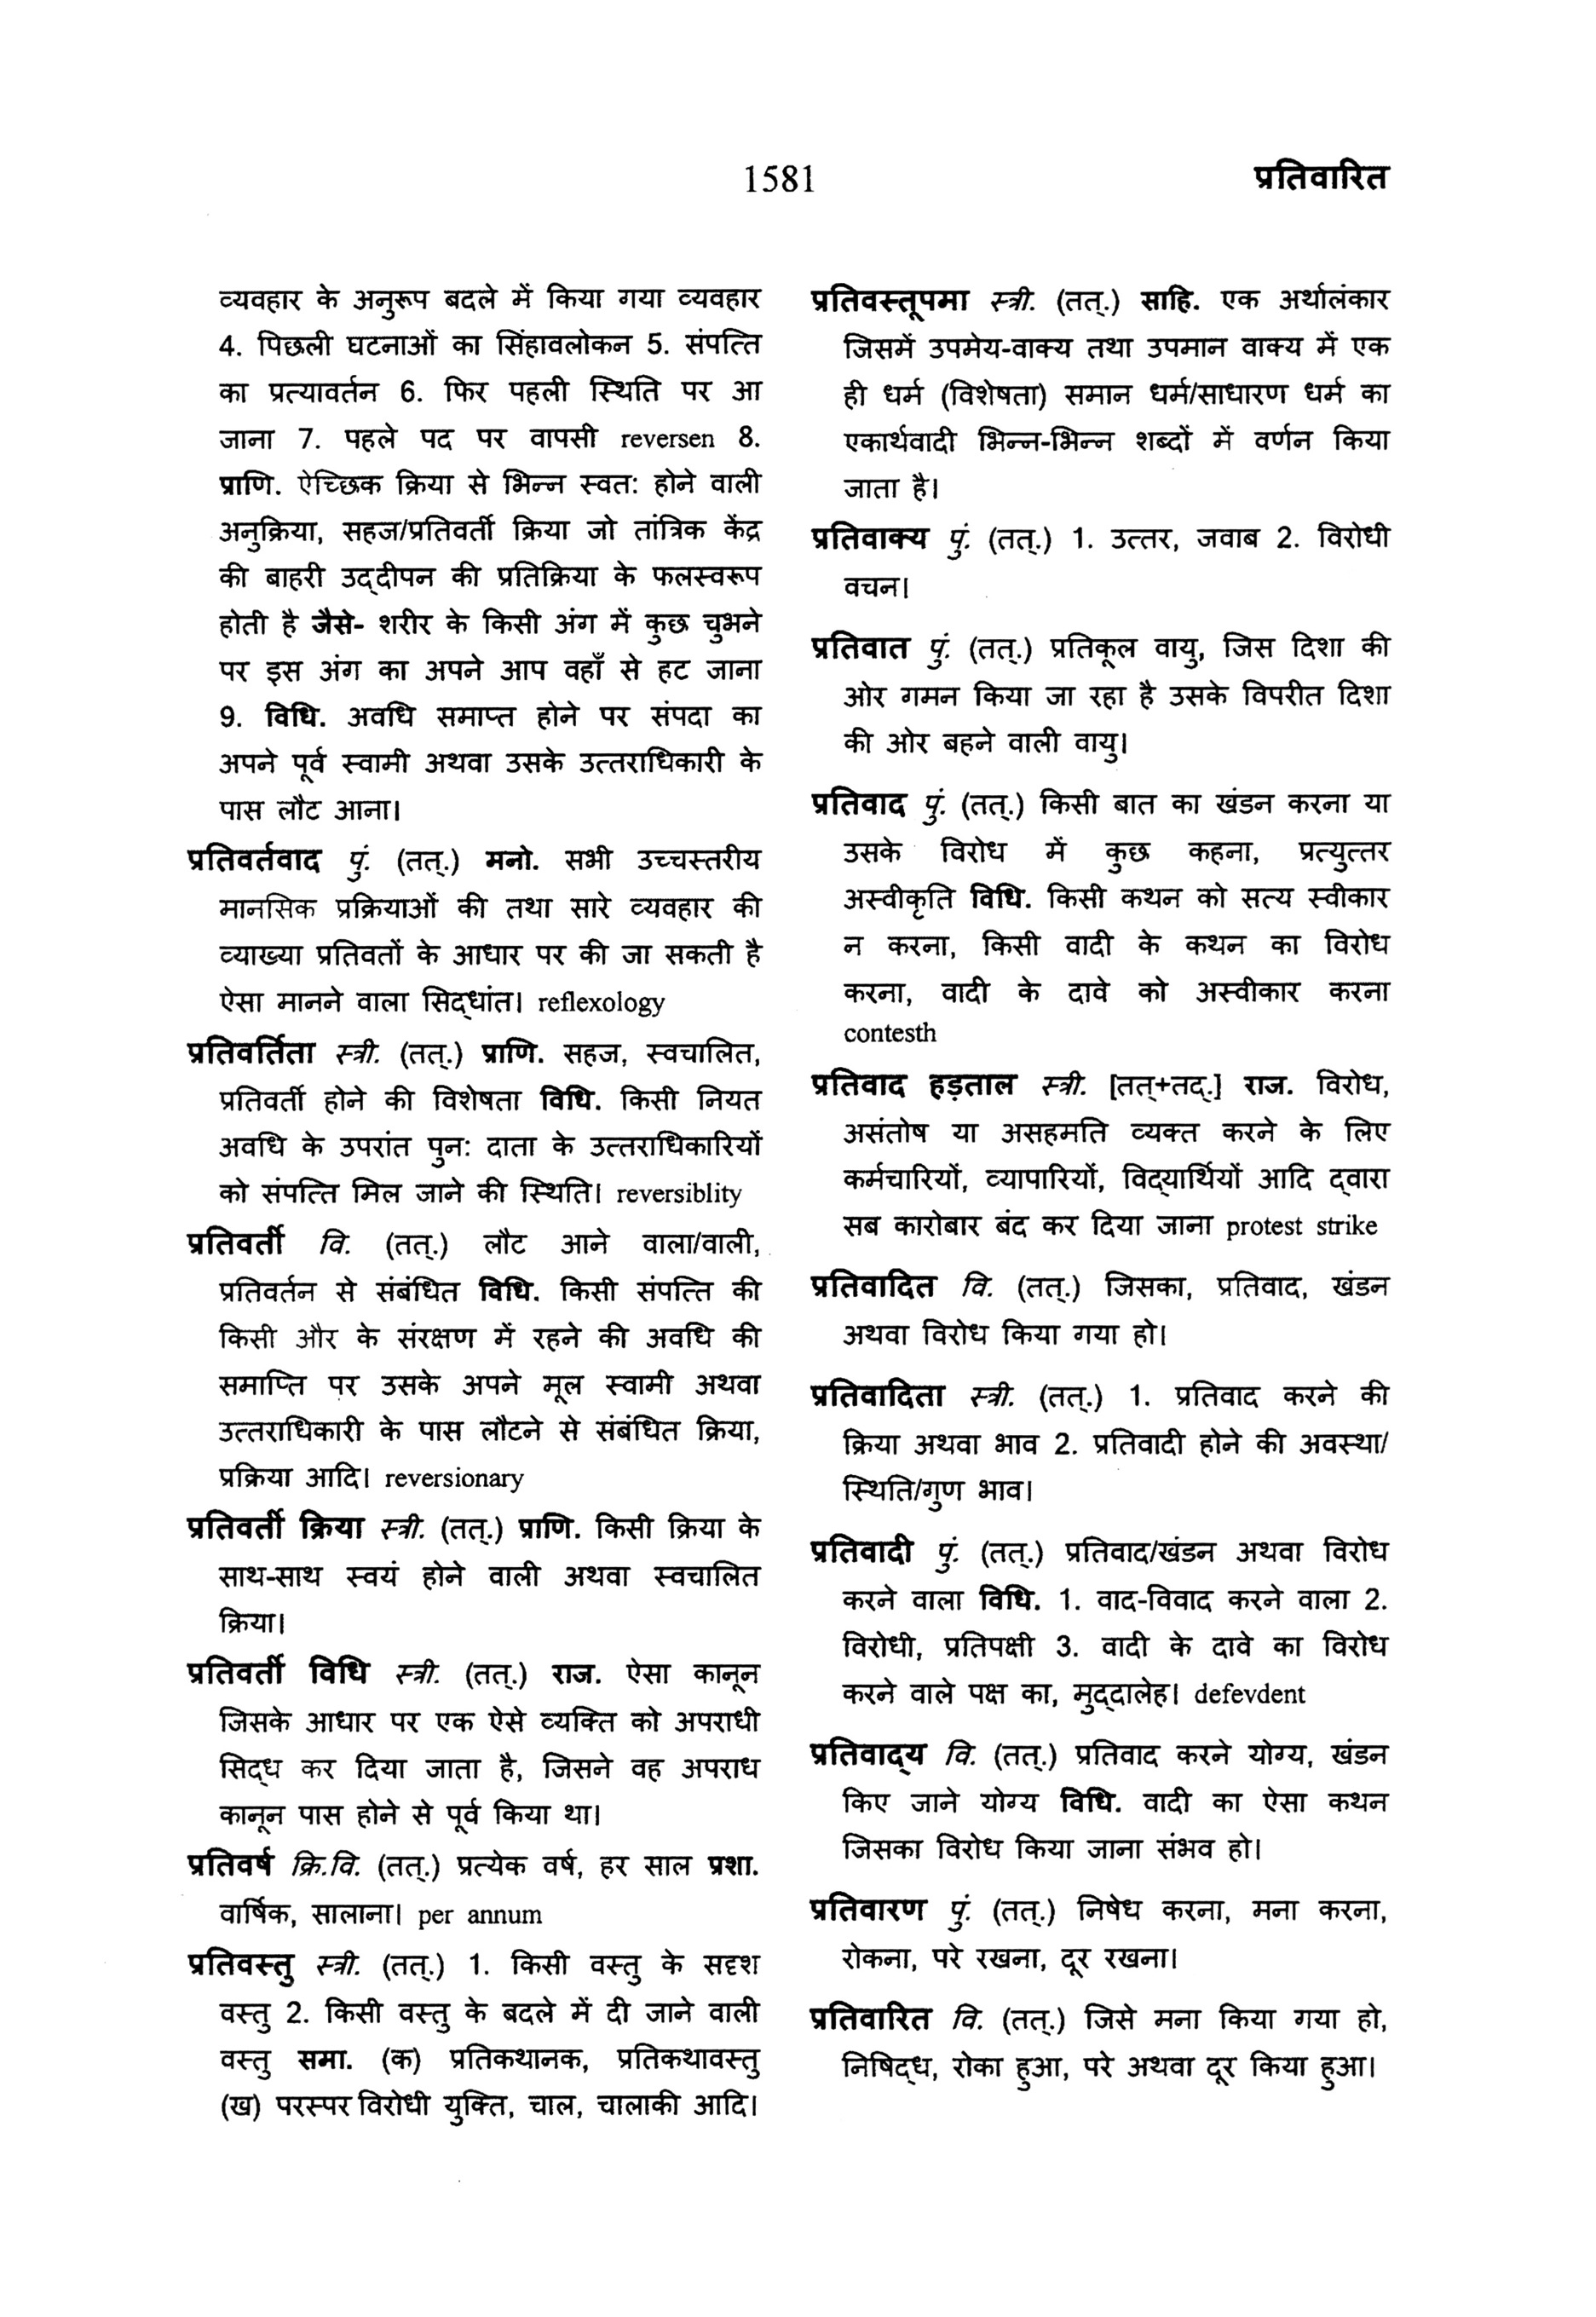 1581
प्रतिवारित
व्यवहार के अनुरूप बदले में किया गया व्यवहार
4. पिछली घटनाओं का सिंहावलोकन 5. संपत्ति
का प्रत्यावर्तन 6. फिर पहली स्थिति पर आ
जाना 7. पहले पद पर वापसी reversen 8.
प्राणि. ऐच्छिक क्रिया से भिन्न स्वत: होने वाली
अनुक्रिया, सहज/प्रतिवर्ती क्रिया जो तांत्रिक केंद्र
की बाहरी उद्‌दीपन की प्रतिक्रिया के फलस्वरूप
होती है जैसे- शरीर के किसी अंग में कुछ चुभने
पर इस अंग का अपने आप वहाँ से हट जाना
9. विधि. अवधि समाप्त होने पर संपदा का
अपने पूर्व स्वामी अथवा उसके उत्तराधिकारी के
पास लौट आना।
प्रतिवर्तवाद पुं. (तत्.) मनो. सभी उच्चस्तरीय
मानसिक प्रक्रियाओं की तथा सारे व्यवहार की
व्याख्या प्रतिवतों के आधार पर की जा सकती है
ऐसा मानने वाला सिद्‌धांत। reflexology
प्रतिवर्तिता स्त्री. (तत्.) प्राणि. सहज, स्वचालित,
प्रतिवर्ती होने की विशेषता विधि. किसी नियत
अवधि के उपरांत पुन: दाता के उत्तराधिकारियों
को संपत्ति मिल जाने की स्थिति। reversiblity
प्रतिवर्ती वि. (तत्.) लौट आने वाला/वाली,
प्रतिवर्तन से संबंधित विधि. किसी संपत्ति की
किसी और के संरक्षण में रहने की अवधि की
समाप्ति पर उसके अपने मूल स्वामी अथवा
उत्तराधिकारी के पास लौटने से संबंधित क्रिया,
प्रक्रिया आदि। reversionary
प्रतिवर्ती क्रिया स्त्री. (तत्.) प्राणि. किसी क्रिया के
साथ-साथ स्वयं होने वाली अथवा स्वचालित
क्रिया।
प्रतिवर्ती विधि स्त्री. (तत्.) राज. ऐसा कानून
जिसके आधार पर एक ऐसे व्यक्ति को अपराधी
सिद्‌ध कर दिया जाता है, जिसने वह अपराध
कानून पास होने से पूर्व किया था।
प्रतिवर्ष क्रि.वि. (तत्.) प्रत्येक वर्ष, हर साल प्रशा.
वार्षिक, सालाना। per annum
प्रतिवस्तु स्त्री. (तत्.) 1. किसी वस्तु के सदृश
वस्तु 2. किसी वस्तु के बदले में दी जाने वाली
वस्तु समा. (क) प्रतिकथानक, प्रतिकथावस्तु
(ख) परस्पर विरोधी युक्ति, चाल, चालाकी आदि।
प्रतिवस्तूपमा स्त्री. (तत्.) साहि. एक अर्थालंकार
जिसमें उपमेय-वाक्य तथा उपमान वाक्य में एक
ही धर्म (विशेषता) समान धर्म/साधारण धर्म का
एकार्थवादी भिन्न-भिन्न शब्दों में वर्णन किया
जाता है।
प्रतिवाक्य पुं. (तत्.) 1. उत्तर, जवाब 2. विरोधी
वचन।
प्रतिवात पुं. (तत्.) प्रतिकूल वायु, जिस दिशा की
ओर गमन किया जा रहा है उसके विपरीत दिशा
की ओर बहने वाली वायु।
प्रतिवाद पुं. (तत्.) किसी बात का खंडन करना या
उसके विरोध में कुछ कहना, प्रत्युत्तर
अस्वीकृति विधि. किसी कथन को सत्य स्वीकार
न करना, किसी वादी के कथन का विरोध
करना, वादी के दावे को अस्वीकार करना
contesth
प्रतिवाद हड़ताल स्त्री. [तत्+तद्.] राज. विरोध,
असंतोष या असहमति व्यक्त करने के लिए
कर्मचारियों, व्यापारियों, विद्‌यार्थियों आदि द्‌वारा
सब कारोबार बंद कर दिया जाना protest strike
प्रतिवादित वि. (तत्.) जिसका, प्रतिवाद, खंडन
अथवा विरोध किया गया हो।
प्रतिवादिता स्त्री. (तत्.) 1. प्रतिवाद करने की
क्रिया अथवा भाव 2. प्रतिवादी होने की अवस्था/
स्थिति/गुण भाव।
प्रतिवादी पुं. (तत्.) प्रतिवाद/खंडन अथवा विरोध
करने वाला विधि. 1. वाद-विवाद करने वाला 2.
विरोधी, प्रतिपक्षी 3. वादी के दावे का विरोध
करने वाले पक्ष का, मुद्‌दालेह। defevdent
प्रतिवाद्‌य वि. (तत्.) प्रतिवाद करने योग्य, खंडन
किए जाने योग्य विधि. वादी का ऐसा कथन
जिसका विरोध किया जाना संभव हो।
प्रतिवारण पुं. (तत्.) निषेध करना, मना करना,
रोकना, परे रखना, दूर रखना।
प्रतिवारित वि. (तत्.) जिसे मना किया गया हो,
निषिद्‌ध, रोका हुआ, परे अथवा दूर किया हुआ।